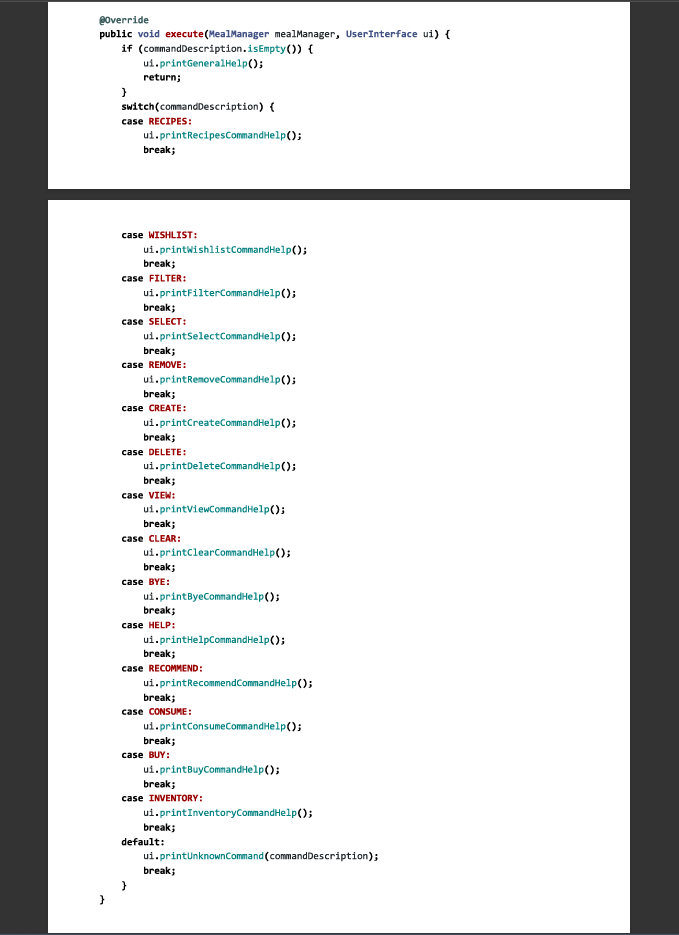 @Override
public void execute(MealManager mealManager, UserInterface ui) {
    if (commandDescription.isEmpty()) {
        ui.printGeneralHelp();
        return;
    }
    switch(commandDescription) {
    case RECIPES:
        ui.printRecipesCommandHelp();
        break;
    case WISHLIST:
        ui.printWishlistCommandHelp();
        break;
    case FILTER:
        ui.printFilterCommandHelp();
        break;
    case SELECT:
        ui.printSelectCommandHelp();
        break;
    case REMOVE:
        ui.printRemoveCommandHelp();
        break;
    case CREATE:
        ui.printCreateCommandHelp();
        break;
    case DELETE:
        ui.printDeleteCommandHelp();
        break;
    case VIEW:
        ui.printViewCommandHelp();
        break;
    case CLEAR:
        ui.printClearCommandHelp();
        break;
    case BYE:
        ui.printByeCommandHelp();
        break;
    case HELP:
        ui.printHelpCommandHelp();
        break;
    case RECOMMEND:
        ui.printRecommendCommandHelp();
        break;
    case CONSUME:
        ui.printConsumeCommandHelp();
        break;
    case BUY:
        ui.printBuyCommandHelp();
        break;
    case INVENTORY:
        ui.printInventoryCommandHelp();
        break;
    default:
        ui.printUnknownCommand(commandDescription);
        break;
    }
}